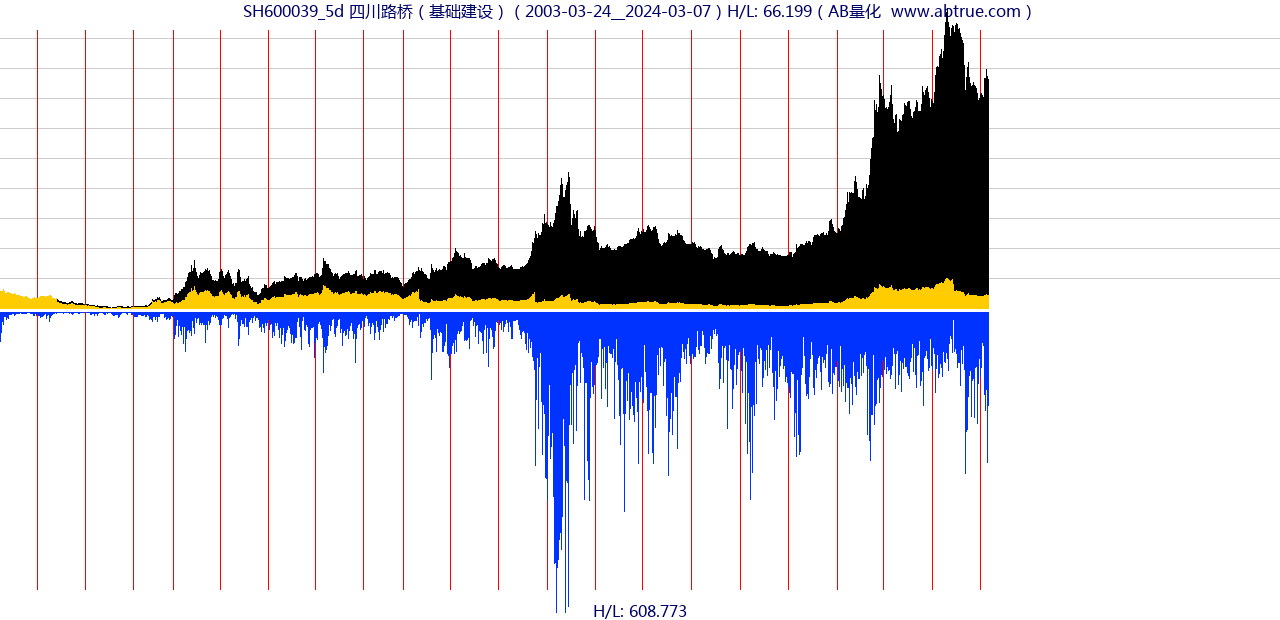 SH600039_5d 四川路桥 ( 基础建设 ) ( 2003-03-24__2024-03-07 ) H/L: 66.199 ( AB量化  www.abtrue.com )
H/L: 608.773